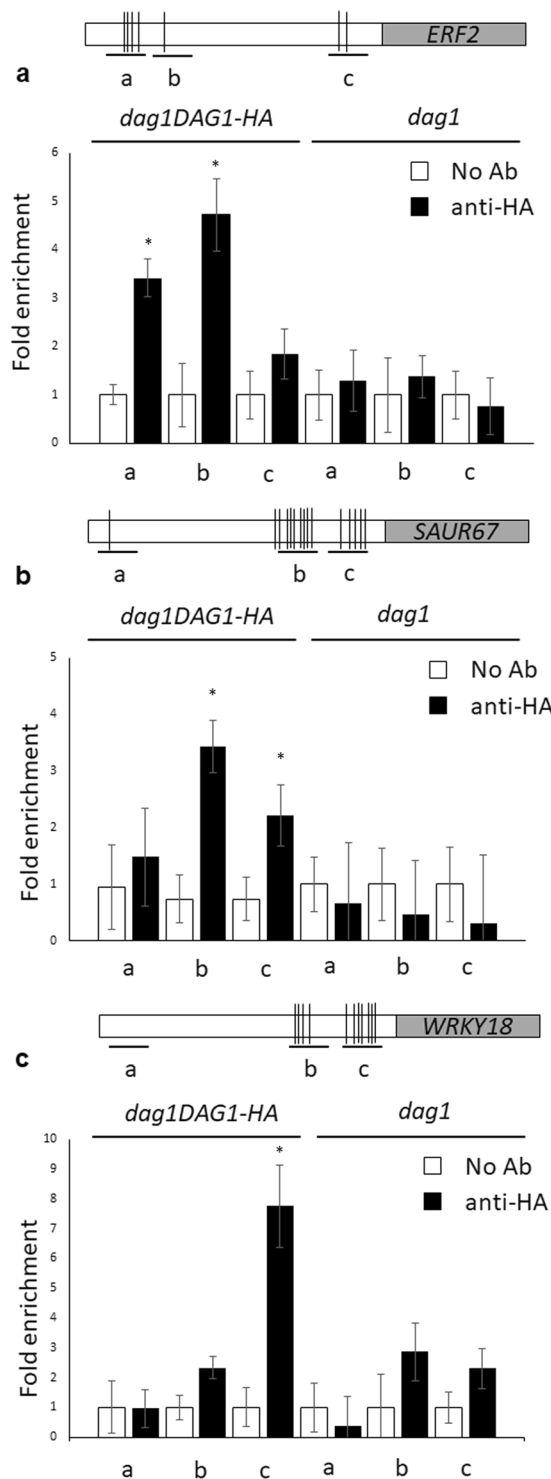 ERF2
a
a b c
dag1DAG1-HA dag1
No Ab
anti-HA
Fold enrichment
6
5
4
3
2
1
0
* *
a b c a b c
SAUR67
b
a b c
dag1DAG1-HA dag1
No Ab
anti-HA
Fold enrichment
5
4
3
2
1
0
* *
a b c a b c
WRKY18
c
a b c
dag1DAG1-HA dag1
No Ab
anti-HA
Fold enrichment
10
9
8
7
6
5
4
3
2
1
0
*
a b c a b c